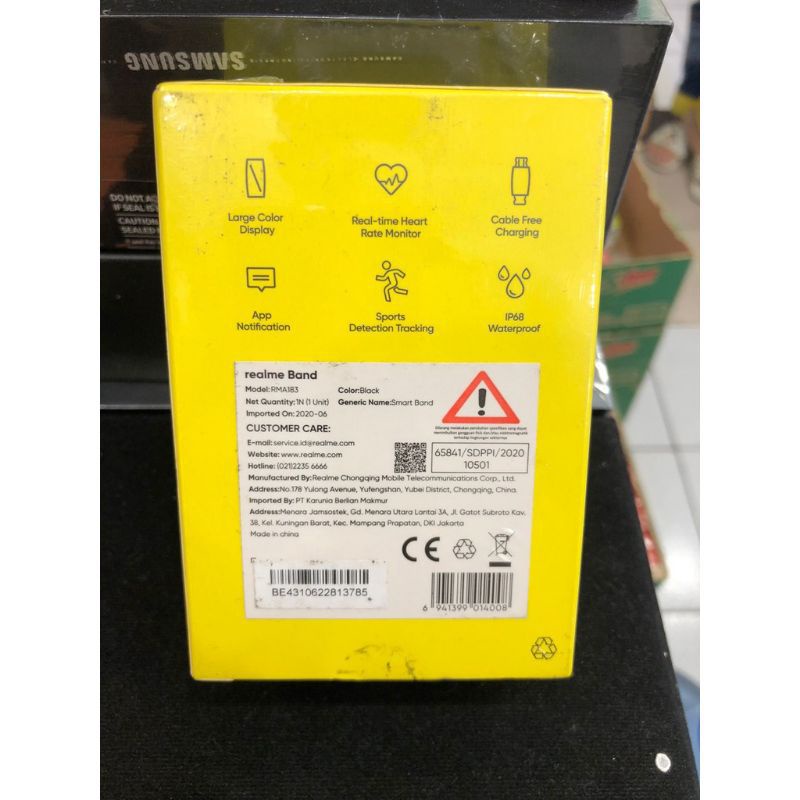 SAMSUNG
DO NOT AC
IF SEAL IS
CAUTION
SEALED
Large Color
Display
Real-time Heart
Rate Monitor
Cable Free
Charging
App
Notification
Sports
Detection Tracking
IP68
Waterproof
realme Band
Model:RMA183
Color:Black
Net Quantity:1N (1 Unit)
Generic Name:Smart Band
Imported On:2020-06
CUSTOMER CARE:
E-mail:service.id@realme.com
Website:www.realme.com
Hotline: (021)2235 6666
65841/SDPPI/2020
10501
Manufactured By:Realme Chongqing Mobile Telecommunications Corp., Ltd.
Address:No.178 Yulong Avenue, Yufengshan, Yubei District, Chongqing, China.
Imported By: PT Karunia Berlian Makmur
Address:Menara Jamsostek, Gd. Menara Utara Lantai 3A, Jl. Gatot Subroto Kav.
38, Kel. Kuningan Barat, Kec. Mampang Prapatan, DKI Jakarta
Made in china
CE
BE4310622813785
6 941399 014008